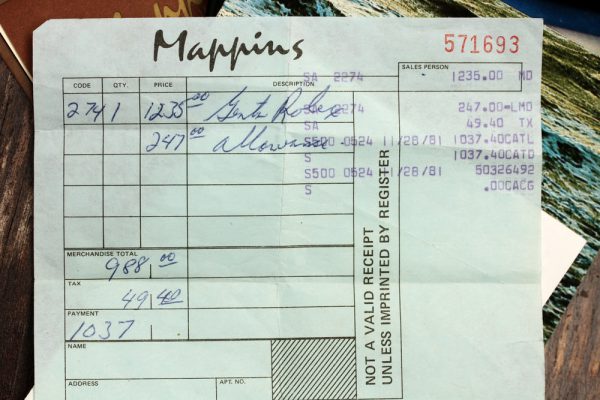 Mappins
571693
SALES PERSON
CODE QTY. PRICE DESCRIPTION
SA 2274 1235.00 MD
274 1 1235.00 Gents Rolex
SA 2274 247.00-LMD
SA 49.40 TX
247 00 allowance
S500 0524 11/28/81 1037.40CATL
S 1037.40CATD
S500 0524 11/28/81 50326492
S .00CACG
MERCHANDISE TOTAL
988 00
TAX
49 40
PAYMENT
1037
NAME
ADDRESS APT. NO.
NOT A VALID RECEIPT
UNLESS IMPRINTED BY REGISTER